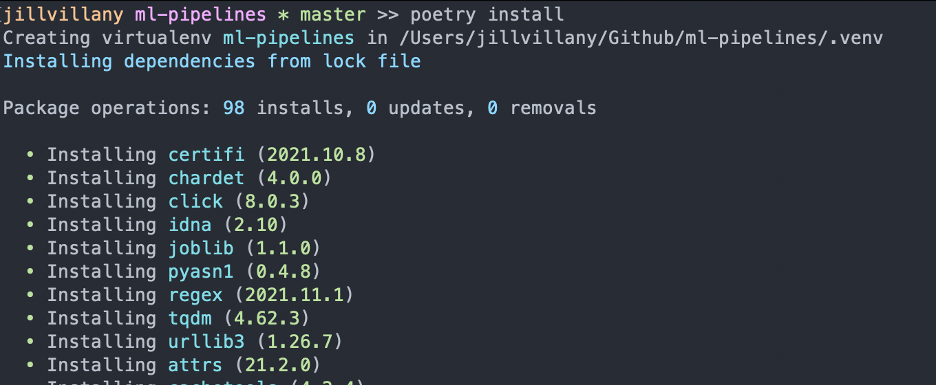 jillvillany ml-pipelines * master >> poetry install
Creating virtualenv ml-pipelines in /Users/jillvillany/Github/ml-pipelines/.venv
Installing dependencies from lock file
Package operations: 98 installs, 0 updates, 0 removals
• Installing certifi (2021.10.8)
• Installing chardet (4.0.0)
• Installing click (8.0.3)
• Installing idna (2.10)
• Installing joblib (1.1.0)
• Installing pyasn1 (0.4.8)
• Installing regex (2021.11.1)
• Installing tqdm (4.62.3)
• Installing urllib3 (1.26.7)
• Installing attrs (21.2.0)